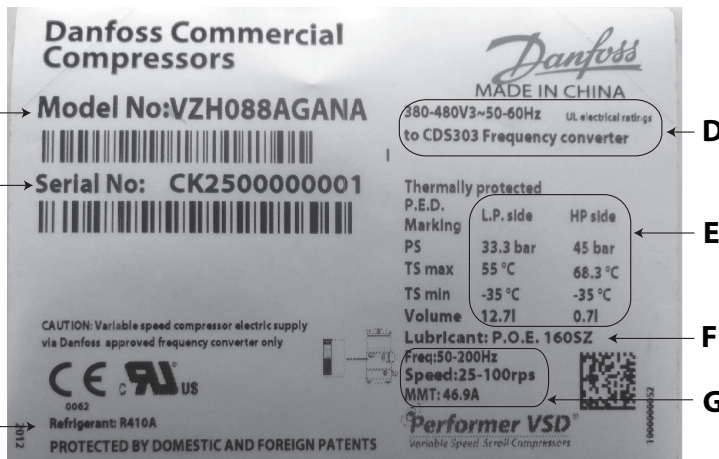 Danfoss Commercial
Compressors
Danfoss
MADE IN CHINA
Model No:VZH088AGANA
380-480V3~50-60Hz UL electrical ratings
to CDS303 Frequency converter
D
Serial No: CK2500000001
Thermally protected
P.E.D.
Marking L.P. side HP side
PS 33.3 bar 45 bar
TS max 55 °C 68.3 °C
TS min -35 °C -35 °C
Volume 12.7l 0.7l
E
Lubricant: P.O.E. 160SZ
F
Freq:50-200Hz
Speed:25-100rps
MMT: 46.9A
G
CAUTION: Variable speed compressor electric supply
via Danfoss approved frequency converter only
CE c RU US
0062
Refrigerant: R410A
2012
PROTECTED BY DOMESTIC AND FOREIGN PATENTS
Performer VSD®
Variable Speed Scroll Compressors